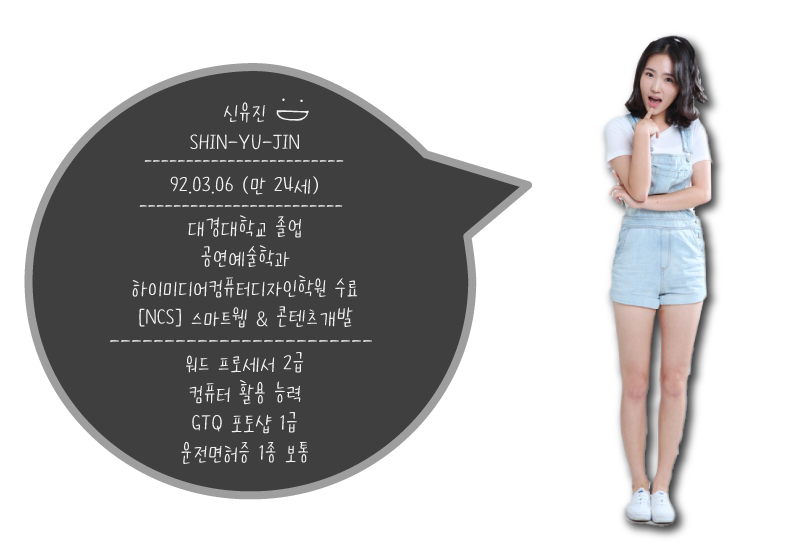 신유진
SHIN-YU-JIN
92.03.06 (만 24세)
대경대학교 졸업
공연예술학과
하이미디어컴퓨터디자인학원 수료
[NCS] 스마트웹 & 콘텐츠개발
워드 프로세서 2급
컴퓨터 활용 능력
GTQ 포토샵 1급
운전면허증 1종 보통